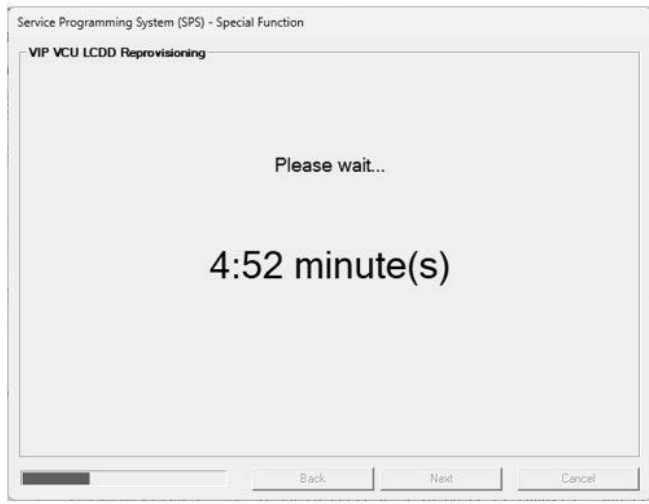 Service Programming System (SPS) - Special Function
VIP VCU LCDD Reprovisioning
Please wait...
4:52 minute(s)
Back Next Cancel